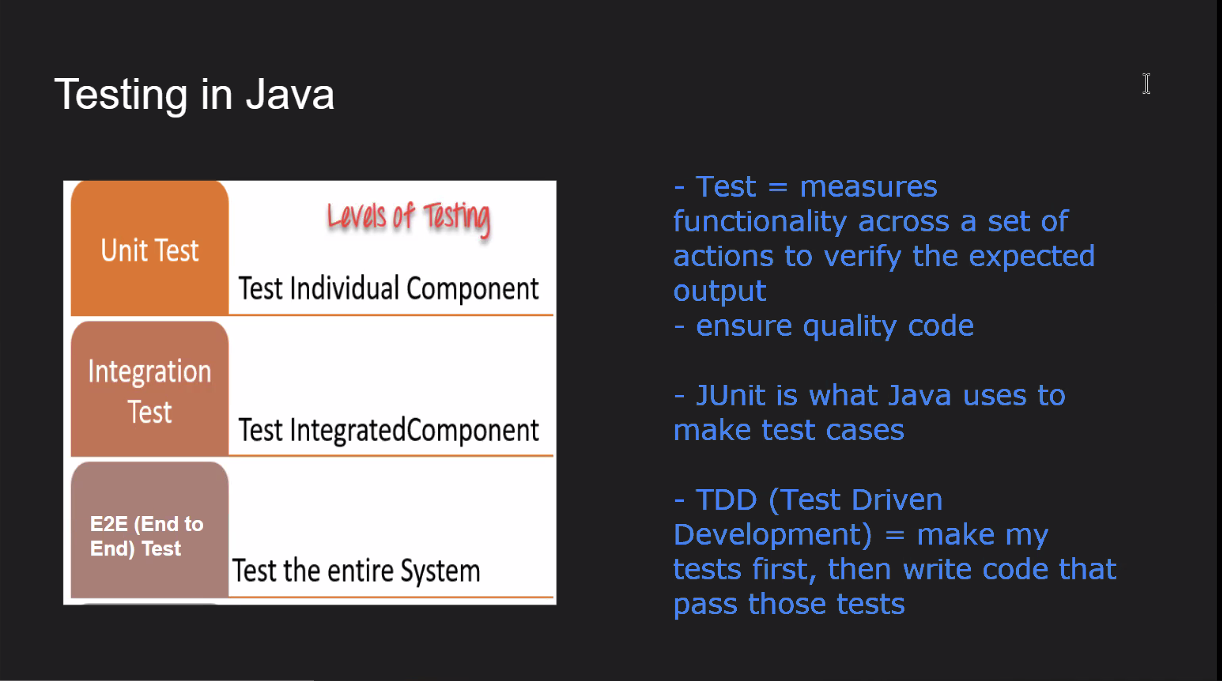 Testing in Java
Levels of Testing
Unit Test
Test Individual Component
Integration
Test
Test IntegratedComponent
E2E (End to
End) Test
Test the entire System
- Test = measures
functionality across a set of
actions to verify the expected
output
- ensure quality code
- JUnit is what Java uses to
make test cases
- TDD (Test Driven
Development) = make my
tests first, then write code that
pass those tests